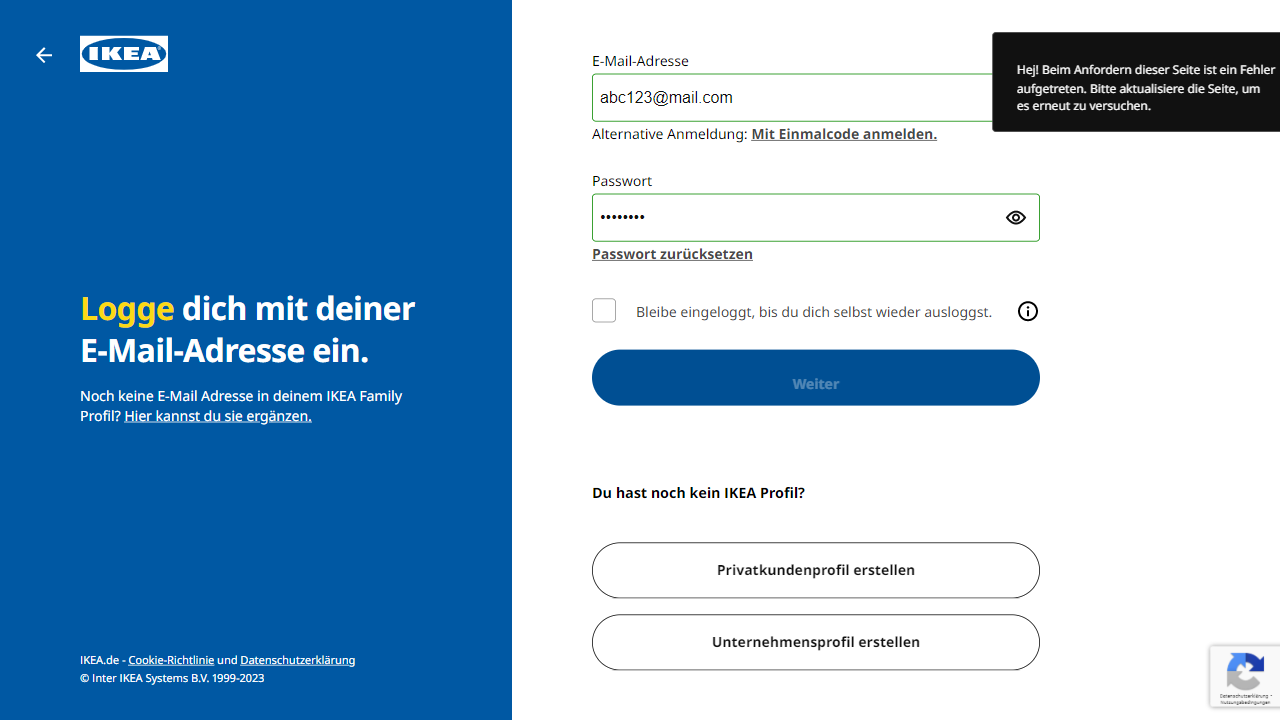 IKEA
Logge dich mit deiner
E-Mail-Adresse ein.
Noch keine E-Mail Adresse in deinem IKEA Family
Profil? Hier kannst du sie ergänzen.
IKEA.de - Cookie-Richtlinie und Datenschutzerklärung
© Inter IKEA Systems B.V. 1999-2023
E-Mail-Adresse
abc123@mail.com
Alternative Anmeldung: Mit Einmalcode anmelden.
Passwort
••••••••
Passwort zurücksetzen
Bleibe eingeloggt, bis du dich selbst wieder ausloggst.
Weiter
Du hast noch kein IKEA Profil?
Privatkundenprofil erstellen
Unternehmensprofil erstellen
Hej! Beim Anfordern dieser Seite ist ein Fehler
aufgetreten. Bitte aktualisiere die Seite, um
es erneut zu versuchen.
Datenschutzerklärung •
Nutzungsbedingungen